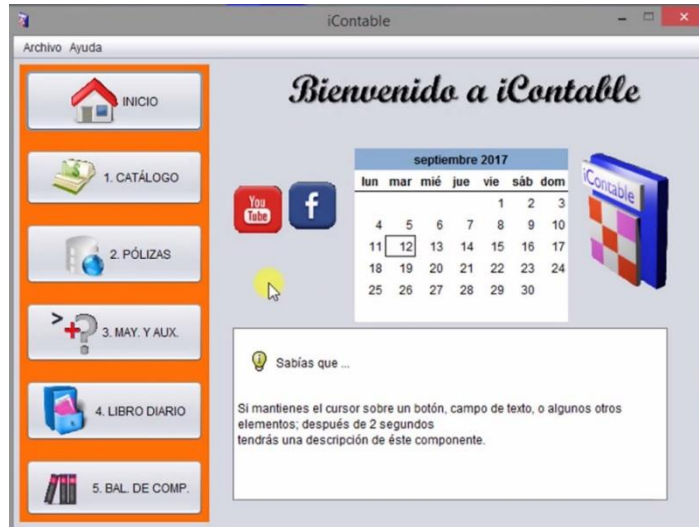 iContable
Archivo Ayuda
INICIO
1. CATÁLOGO
2. PÓLIZAS
3. MAY. Y AUX.
4. LIBRO DIARIO
5. BAL. DE COMP.
Bienvenido a iContable
You
Tube
f
septiembre 2017
lun mar mié jue vie sáb dom
1 2 3
4 5 6 7 8 9 10
11 12 13 14 15 16 17
18 19 20 21 22 23 24
25 26 27 28 29 30
iContable
Sabías que ...
Si mantienes el cursor sobre un botón, campo de texto, o algunos otros
elementos; después de 2 segundos
tendrás una descripción de éste componente.